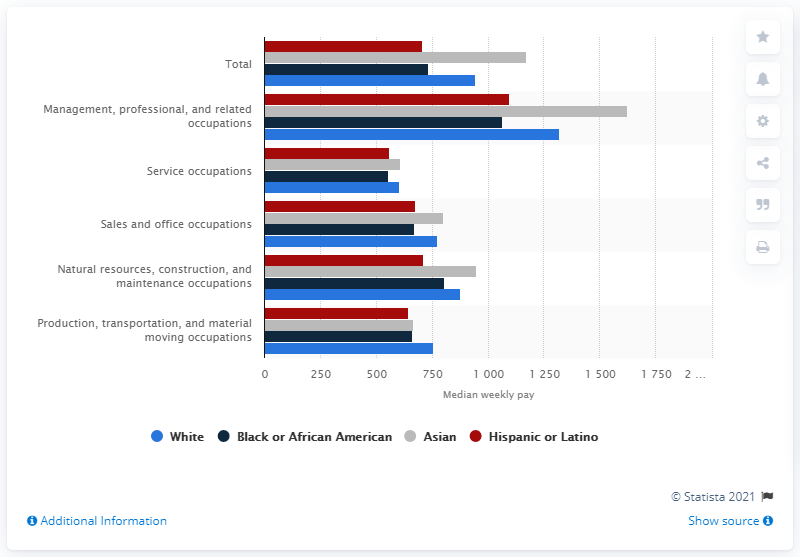 Total
Management, professional, and related
occupations
Service occupations
Sales and office occupations
Natural resources, construction, and
maintenance occupations
Production, transportation, and material
moving occupations
0 250 500 750 1 000 1 250 1 500 1 750 2 ...
Median weekly pay
White Black or African American Asian Hispanic or Latino
© Statista 2021
Additional Information Show source